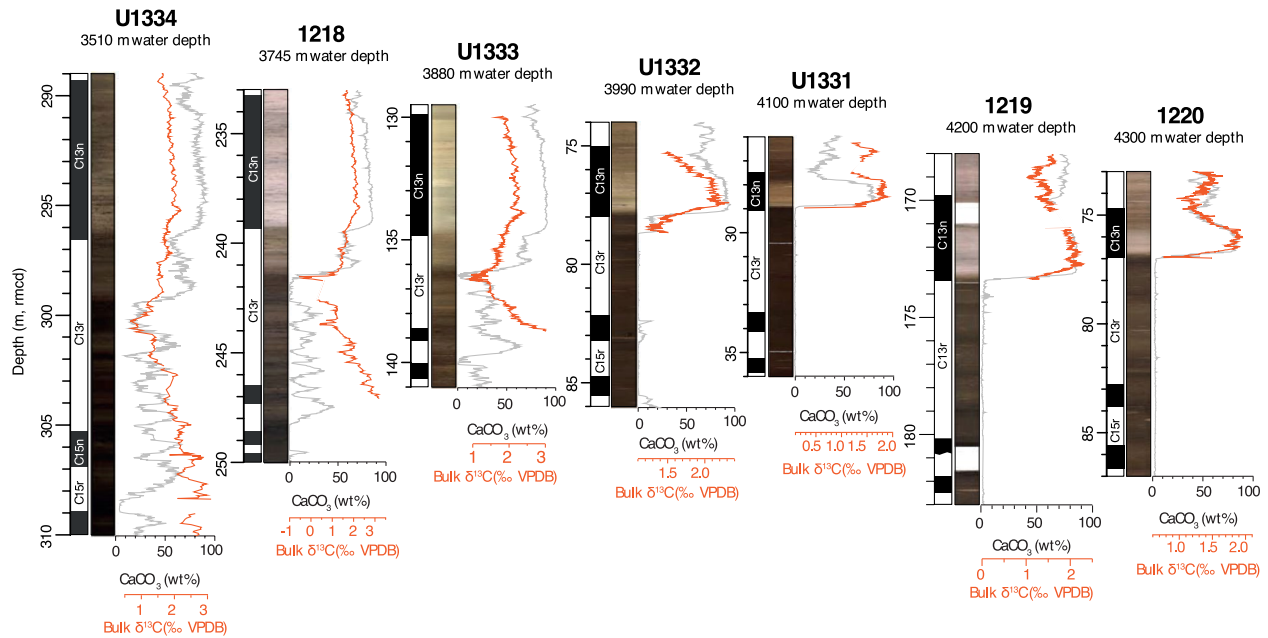 U1334
3510 m water depth
1218
3745 m water depth
U1333
3880 m water depth
U1332
3990 m water depth
U1331
4100 m water depth
1219
4200 m water depth
1220
4300 m water depth
Depth (m, rmcd)
290
295
300
305
310
C13n
C13r
C15n
C15r
0 50 100
CaCO3 (wt%)
1 2 3
Bulk δ¹³C(‰ VPDB)
235
240
245
250
C13n
C13r
0 50 100
CaCO3 (wt%)
-1 0 1 2 3
Bulk δ¹³C(‰ VPDB)
130
135
140
C13n
C13r
0 50 100
CaCO3 (wt%)
1 2 3
Bulk δ¹³C(‰ VPDB)
75
80
85
C13n
C13r
C15r
0 50 100
CaCO3 (wt%)
1.5 2.0
Bulk δ¹³C(‰ VPDB)
30
35
C13n
C13r
0 50 100
CaCO3 (wt%)
0.5 1.0 1.5 2.0
Bulk δ¹³C(‰ VPDB)
170
175
180
C13n
C13r
0 50 100
CaCO3 (wt%)
0 1 2
Bulk δ¹³C(‰ VPDB)
75
80
85
C13n
C13r
C15r
0 50 100
CaCO3 (wt%)
1.0 1.5 2.0
Bulk δ¹³C(‰ VPDB)